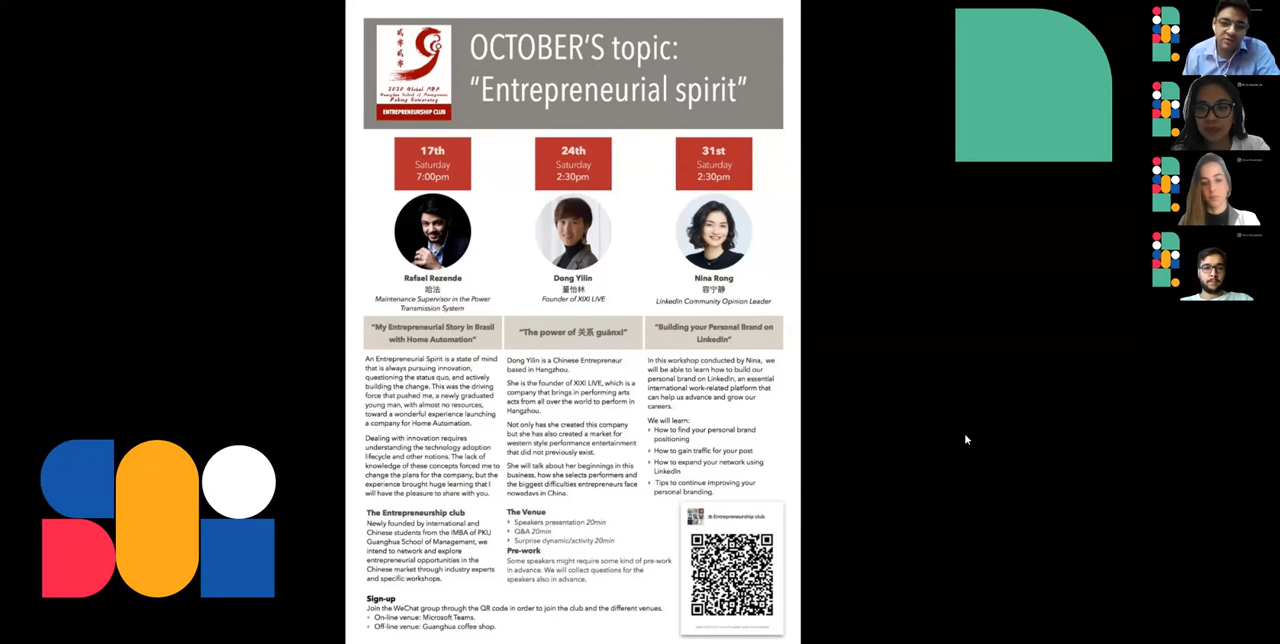 贰零贰零
2020 Global MBA
Guanghua School of Management
Peking University
ENTREPRENEURSHIP CLUB
OCTOBER'S topic:
"Entrepreneurial spirit"
17th
Saturday
7:00pm
24th
Saturday
2:30pm
31st
Saturday
2:30pm
Rafael Rezende
哈法
Maintenance Supervisor in the Power
Transmission System
Dong Yilin
董怡林
Founder of XIXI LIVE
Nina Rong
容宁静
LinkedIn Community Opinion Leader
"My Entrepreneurial Story in Brasil
with Home Automation"
"The power of 关系 guānxi"
"Building your Personal Brand on
LinkedIn"
An Entrepreneurial Spirit is a state of mind
that is always pursuing innovation,
questioning the status quo, and actively
building the change. This was the driving
force that pushed me, a newly graduated
young man, with almost no resources,
toward a wonderful experience launching
a company for Home Automation.
Dealing with innovation requires
understanding the technology adoption
lifecycle and other notions. The lack of
knowledge of these concepts forced me to
change the plans for the company, but the
experience brought huge learning that I
will have the pleasure to share with you.
Dong Yilin is a Chinese Entrepreneur
based in Hangzhou.
She is the founder of XIXI LIVE, which is a
company that brings in performing arts
acts from all over the world to perform in
Hangzhou.
Not only has she created this company
but she has also created a market for
western style performance entertainment
that did not previously exist.
She will talk about her beginnings in this
business, how she selects performers and
the biggest difficulties entrepreneurs face
nowadays in China.
In this workshop conducted by Nina, we
will be able to learn how to build our
personal brand on LinkedIn, an essential
international work-related platform that
can help us advance and grow our
careers.
We will learn:
How to find your personal brand
positioning
How to gain traffic for your post
How to expand your network using
LinkedIn
Tips to continue improving your
personal branding.
The Entrepreneurship club
Newly founded by international and
Chinese students from the IMBA of PKU
Guanghua School of Management, we
intend to network and explore
entrepreneurial opportunities in the
Chinese market through industry experts
and specific workshops.
The Venue
Speakers presentation 20min
Q&A 20min
Surprise dynamic/activity 20min
Pre-work
Some speakers might require some kind of pre-work
in advance. We will collect questions for the
speakers also in advance.
Entrepreneurship club
Sign-up
Join the WeChat group through the QR code in order to join the club and the different venues.
On-line venue: Microsoft Teams.
Off-line venue: Guanghua coffee shop.